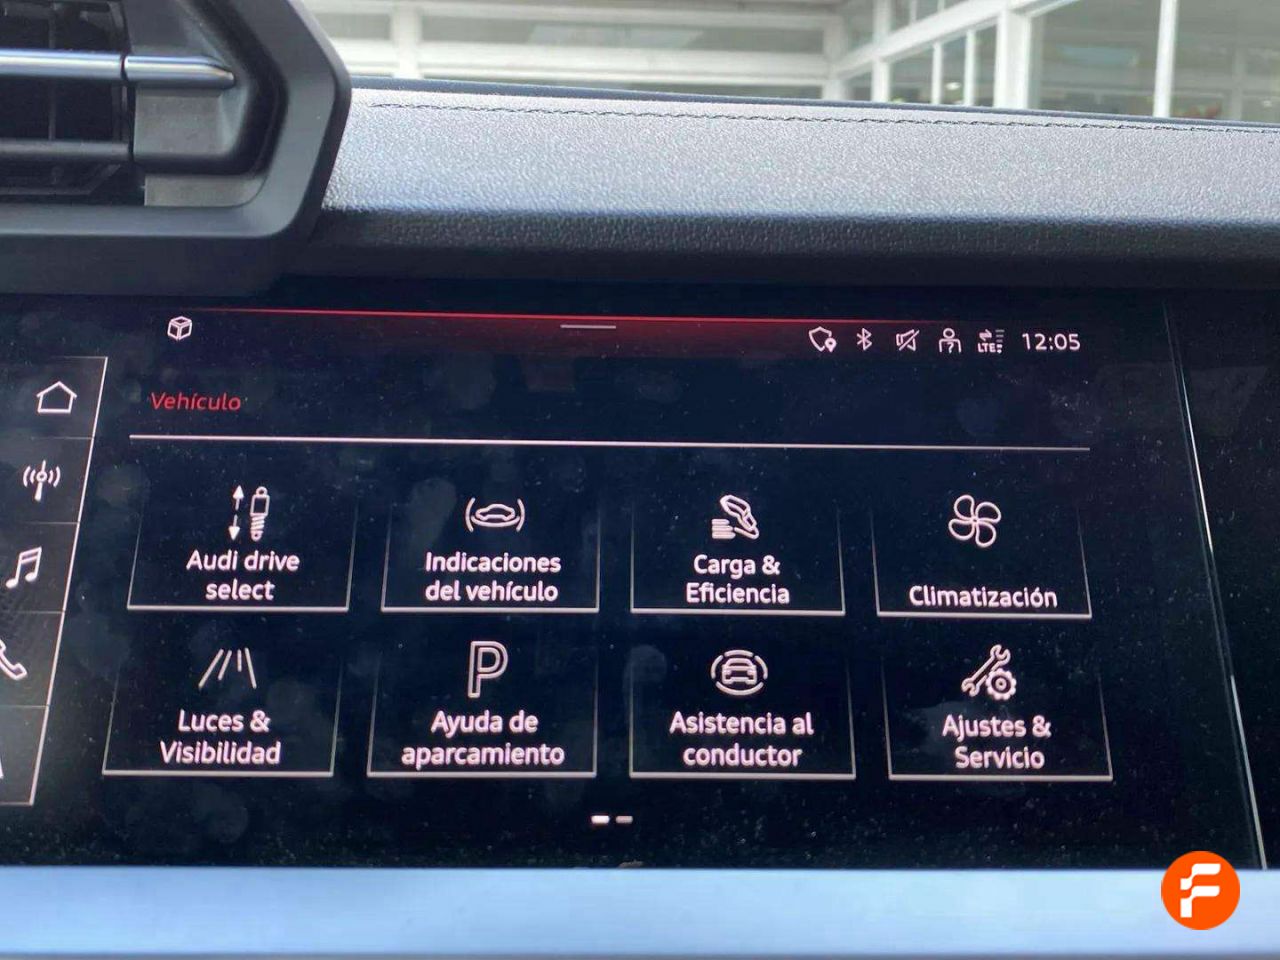 LTE
12:05
Vehículo
Audi drive
select
Indicaciones
del vehículo
Carga &
Eficiencia
Climatización
Luces &
Visibilidad
P
Ayuda de
aparcamiento
Asistencia al
conductor
Ajustes &
Servicio